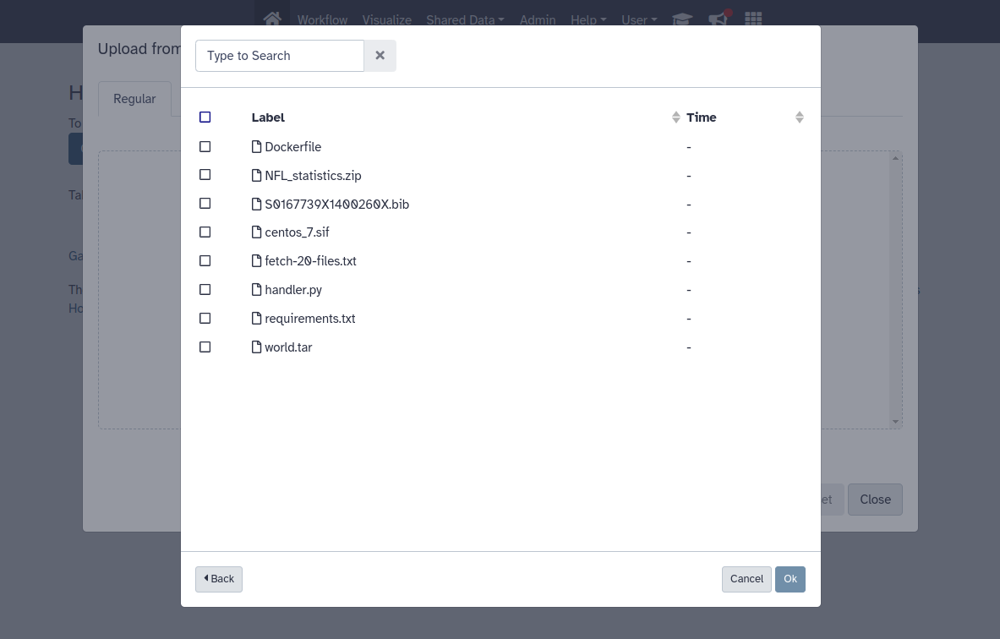 Workflow Visualize Shared Data Admin Help User
Upload from
Type to Search
Regular
To
Label Time
Dockerfile -
NFL_statistics.zip -
S0167739X1400260X.bib -
centos_7.sif -
fetch-20-files.txt -
handler.py -
requirements.txt -
world.tar -
Close
Back Cancel Ok